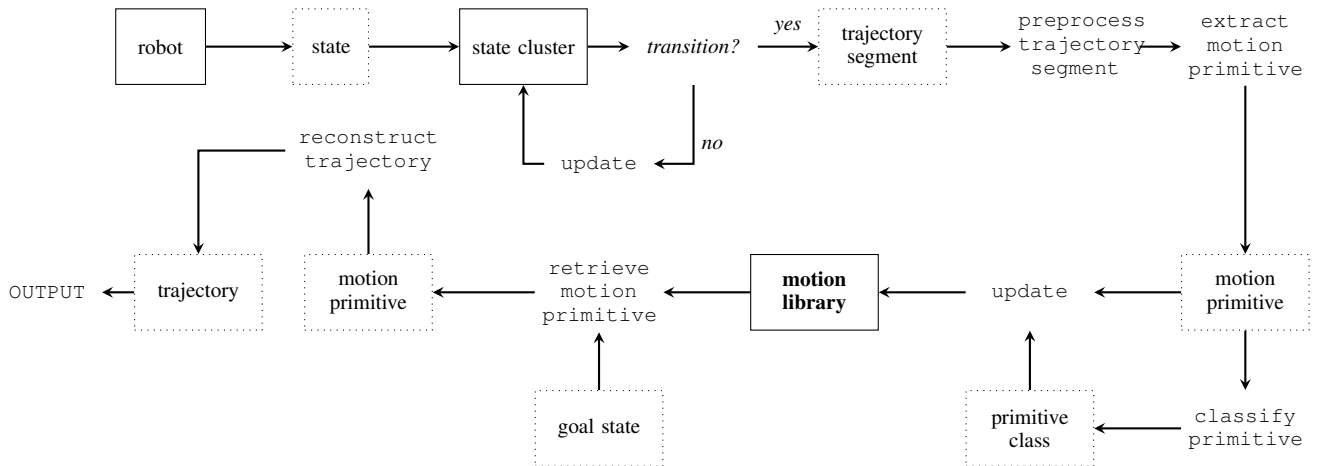 robot
state
state cluster
transition?
yes
trajectory
segment
preprocess
trajectory
segment
extract
motion
primitive
no
update
reconstruct
trajectory
OUTPUT
trajectory
motion
primitive
retrieve
motion
primitive
motion
library
update
motion
primitive
goal state
primitive
class
classify
primitive